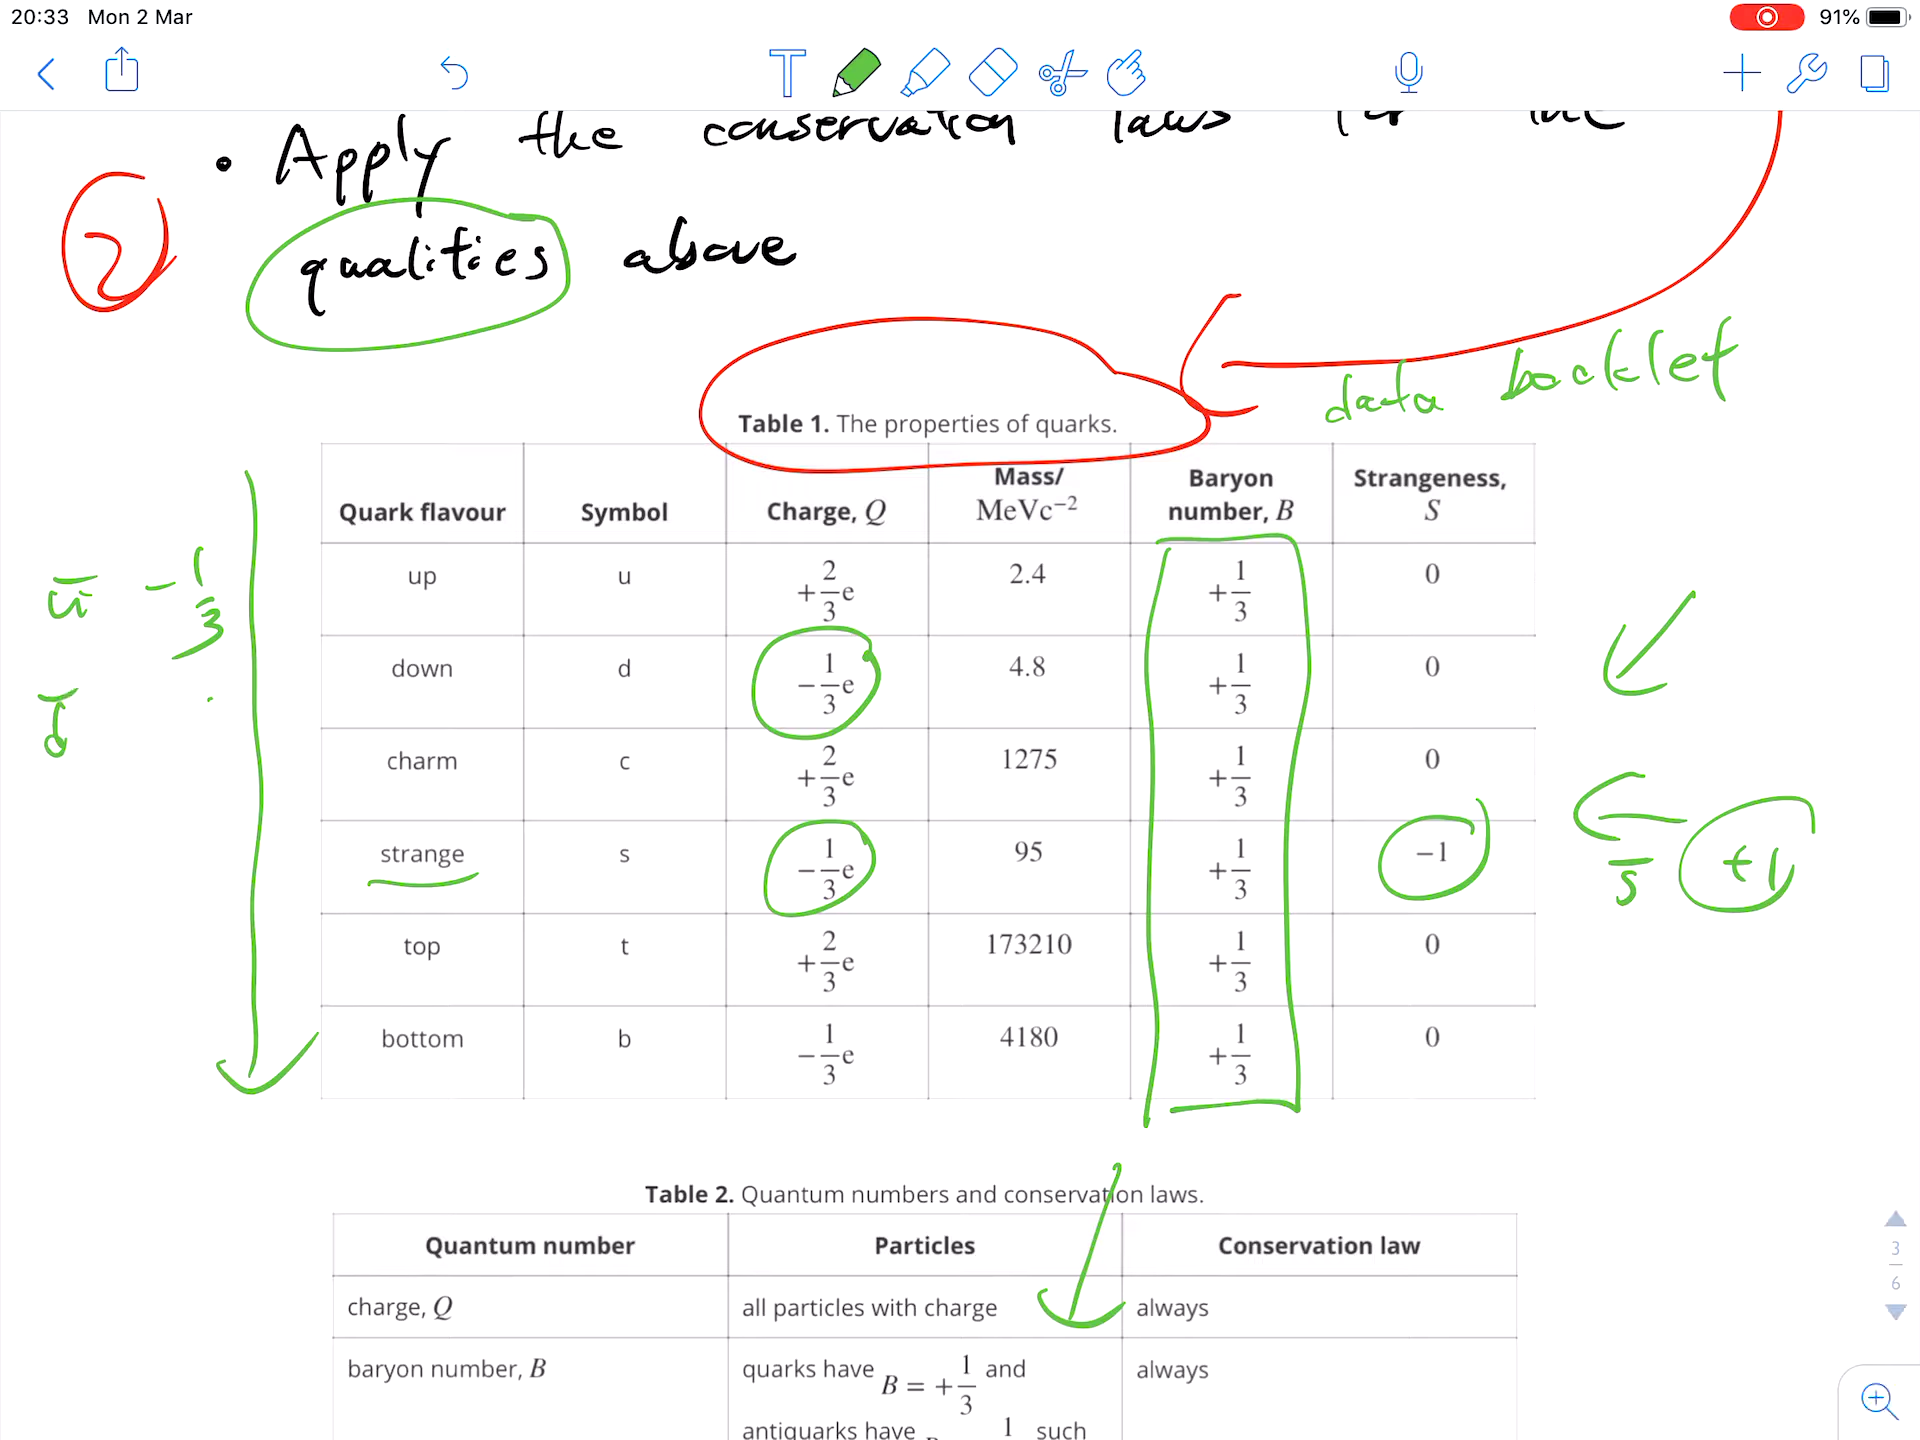 20:33 Mon 2 Mar
91%
• Apply the conservation laws for the
2
qualities above
data booklet
Table 1. The properties of quarks.
Quark flavour Symbol Charge, Q Mass/ MeVc⁻² Baryon number, B Strangeness, S
up u +2/3e 2.4 +1/3 0
ū -1/3
down d -1/3e 4.8 +1/3 0
d̄
charm c +2/3e 1275 +1/3 0
strange s -1/3e 95 +1/3 −1
s̄ +1
top t +2/3e 173210 +1/3 0
bottom b -1/3e 4180 +1/3 0
Table 2. Quantum numbers and conservation laws.
Quantum number Particles Conservation law
charge, Q all particles with charge always
baryon number, B quarks have B = +1/3 and always
antiquarks have 1 such
3
6